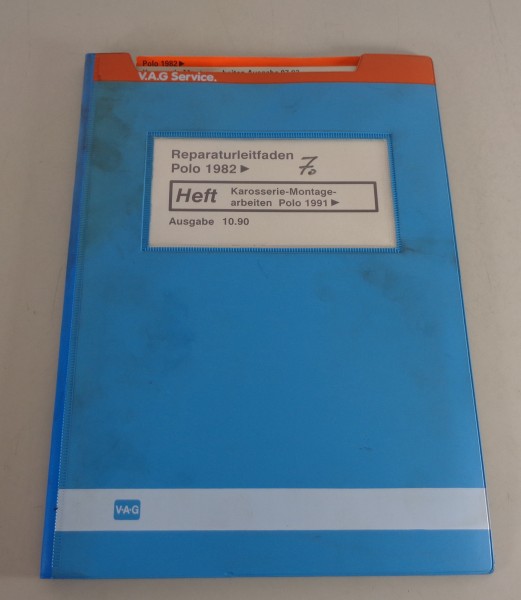 Polo 1982►
V.A.G Service.
Reparaturleitfaden
Polo 1982 ► 70
Heft Karosserie-Montage-
arbeiten Polo 1991 ►
Ausgabe 10.90
V·A·G